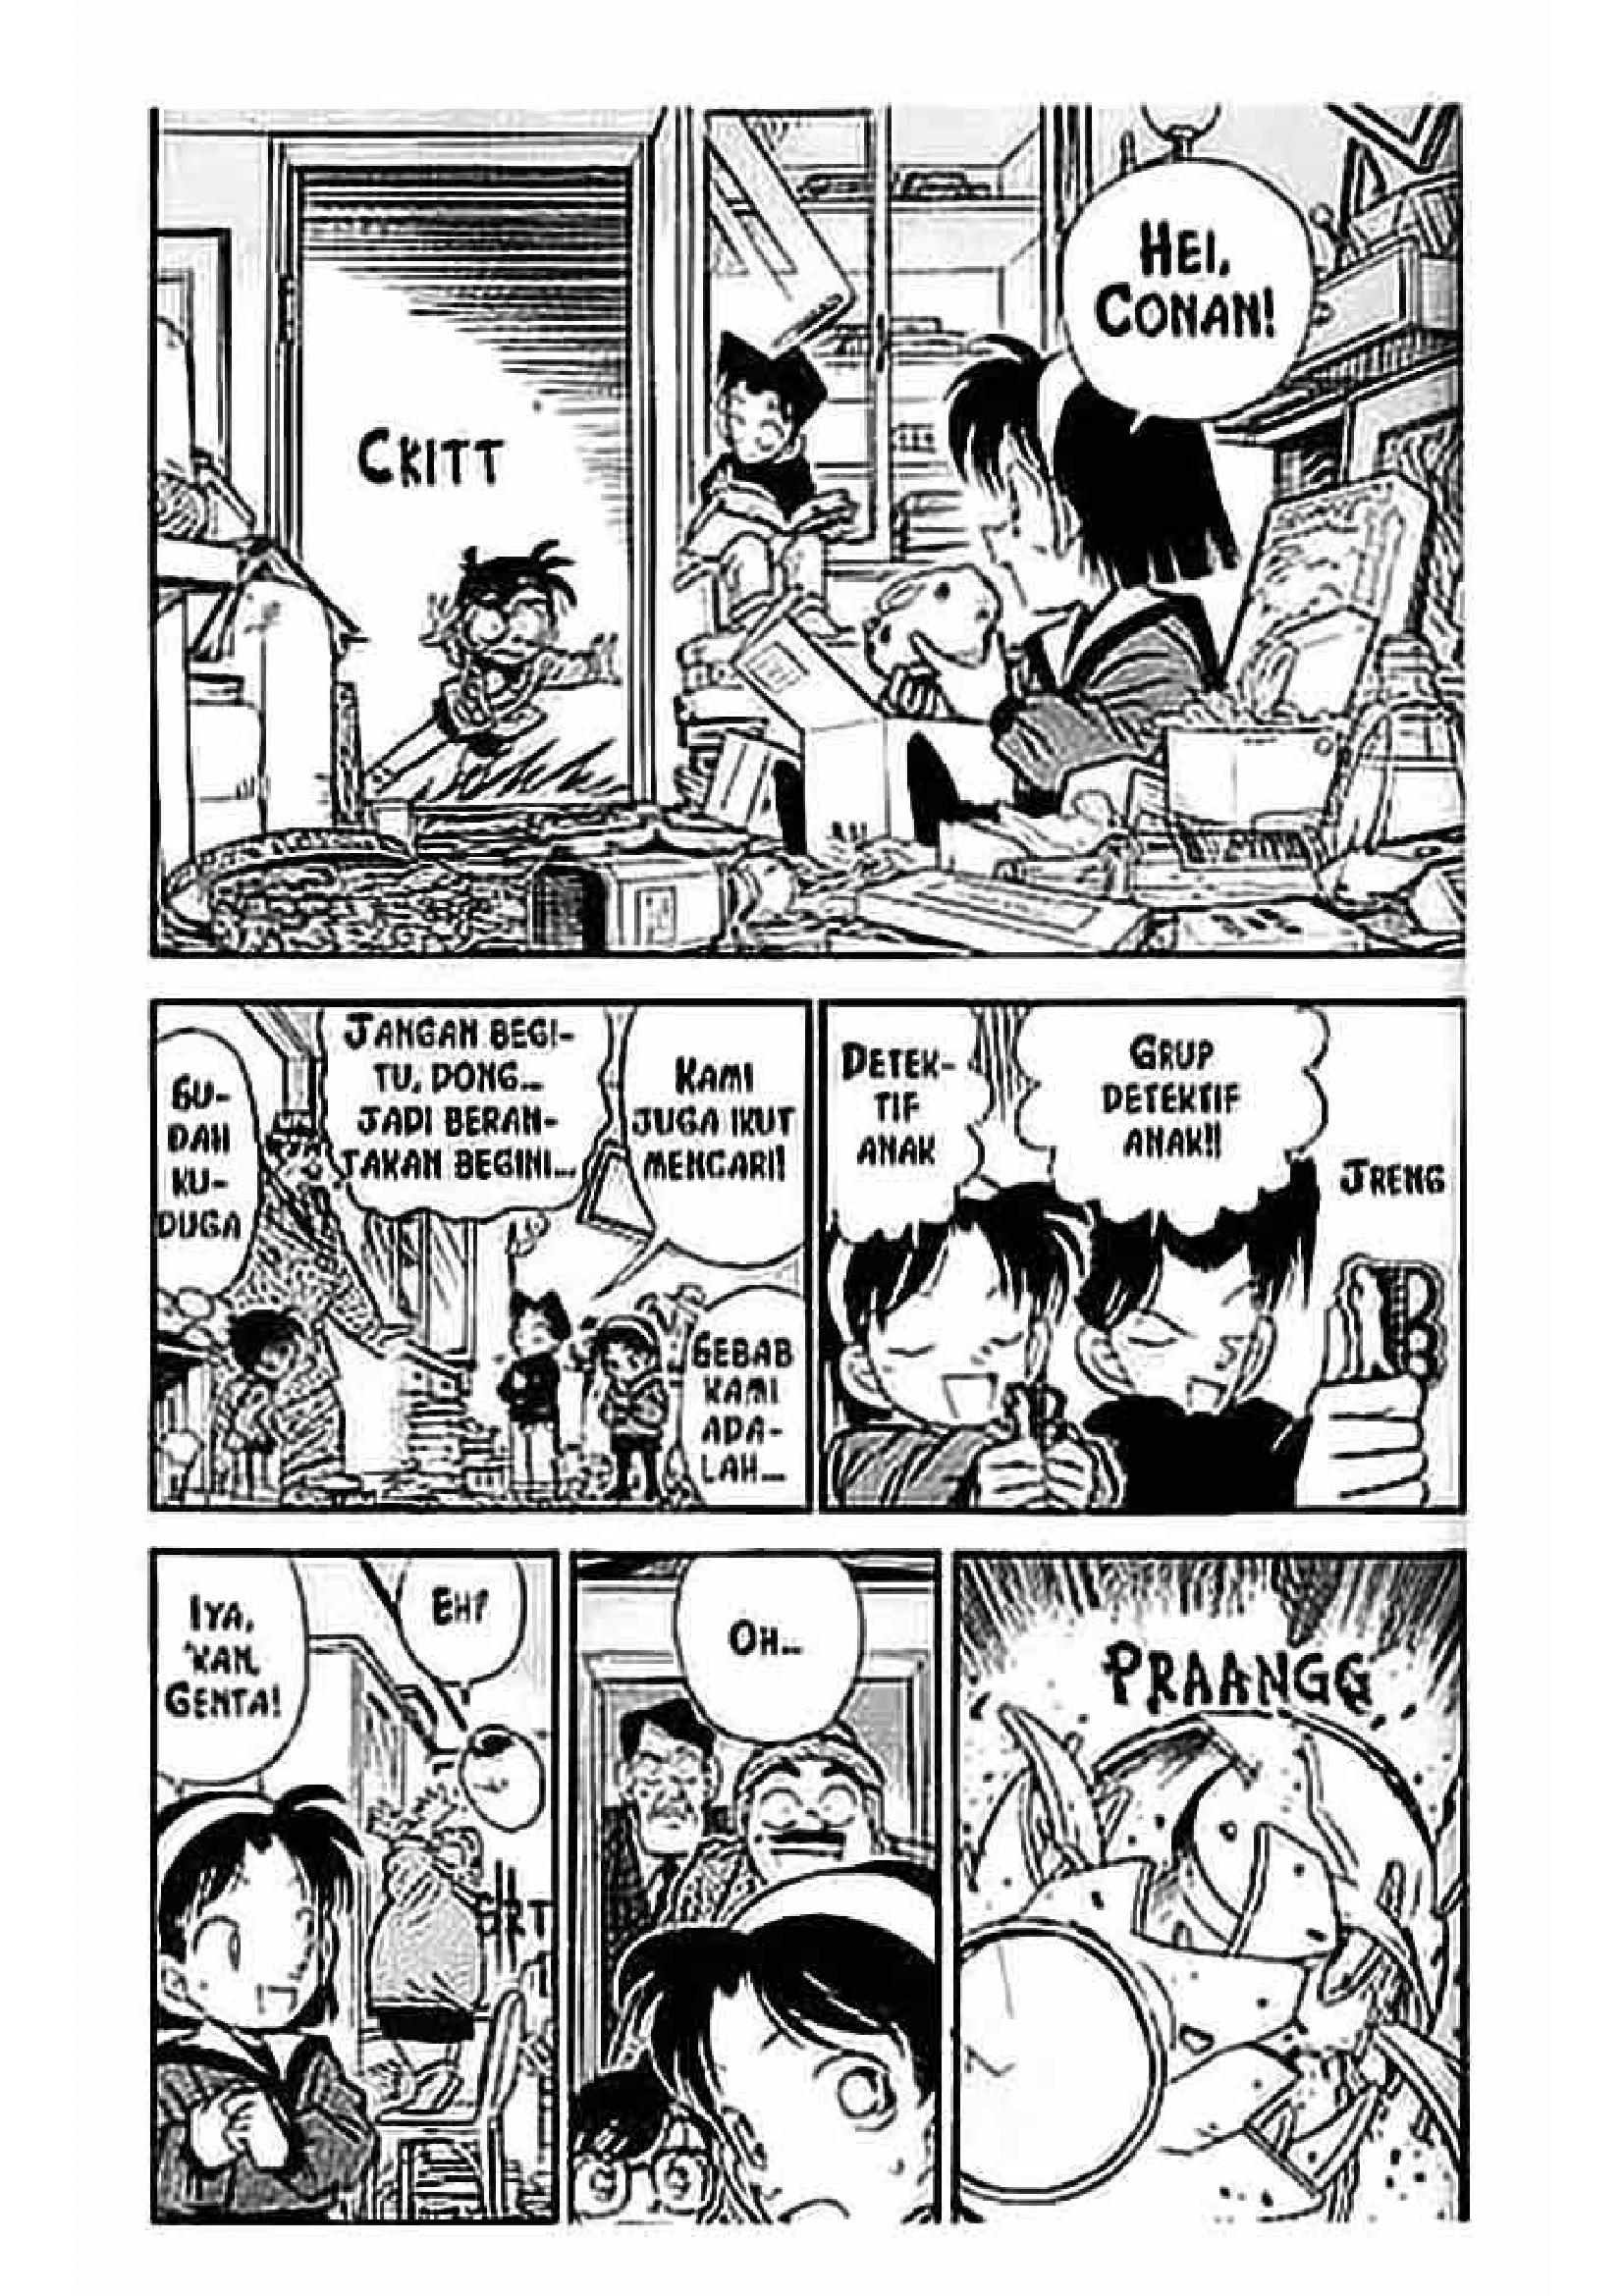 HEI,
CONAN!
CKITT
SU-
DAH
KU-
DUGA
JANGAN BEGI-
TU, DONG...
JADI BERAN-
TAKAN BEGINI...
KAMI
JUGA IKUT
MENCARI!
SEBAB
KAMI
ADA-
LAH...
DETEK-
TIF
ANAK
GRUP
DETEKTIF
ANAK!!
JRENG
IYA,
'KAN,
GENTA!
EH?
SRT
OH...
PRAANGG